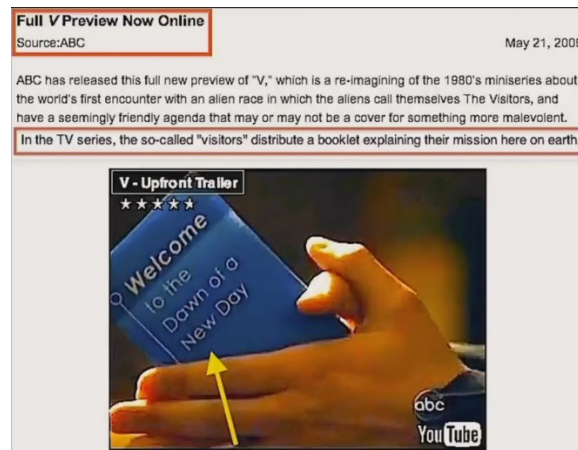 Full V Preview Now Online
Source:ABC
May 21, 2009
ABC has released this full new preview of "V," which is a re-imagining of the 1980's miniseries about
the world's first encounter with an alien race in which the aliens call themselves The Visitors, and
have a seemingly friendly agenda that may or may not be a cover for something more malevolent.
In the TV series, the so-called "visitors" distribute a booklet explaining their mission here on earth
V - Upfront Trailer
Welcome
to the
Dawn of a
New Day
abc
YouTube